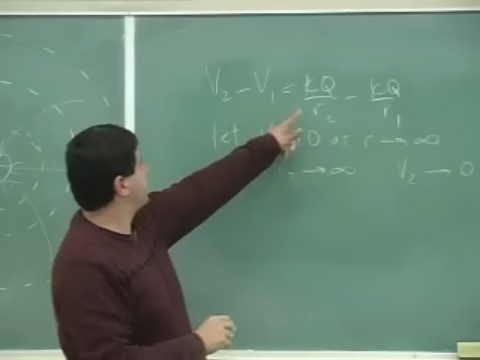 V₂ - V₁ = kQ/r₂ - kQ/r₁
let 0 as r → ∞
→ ∞ V₂ → 0